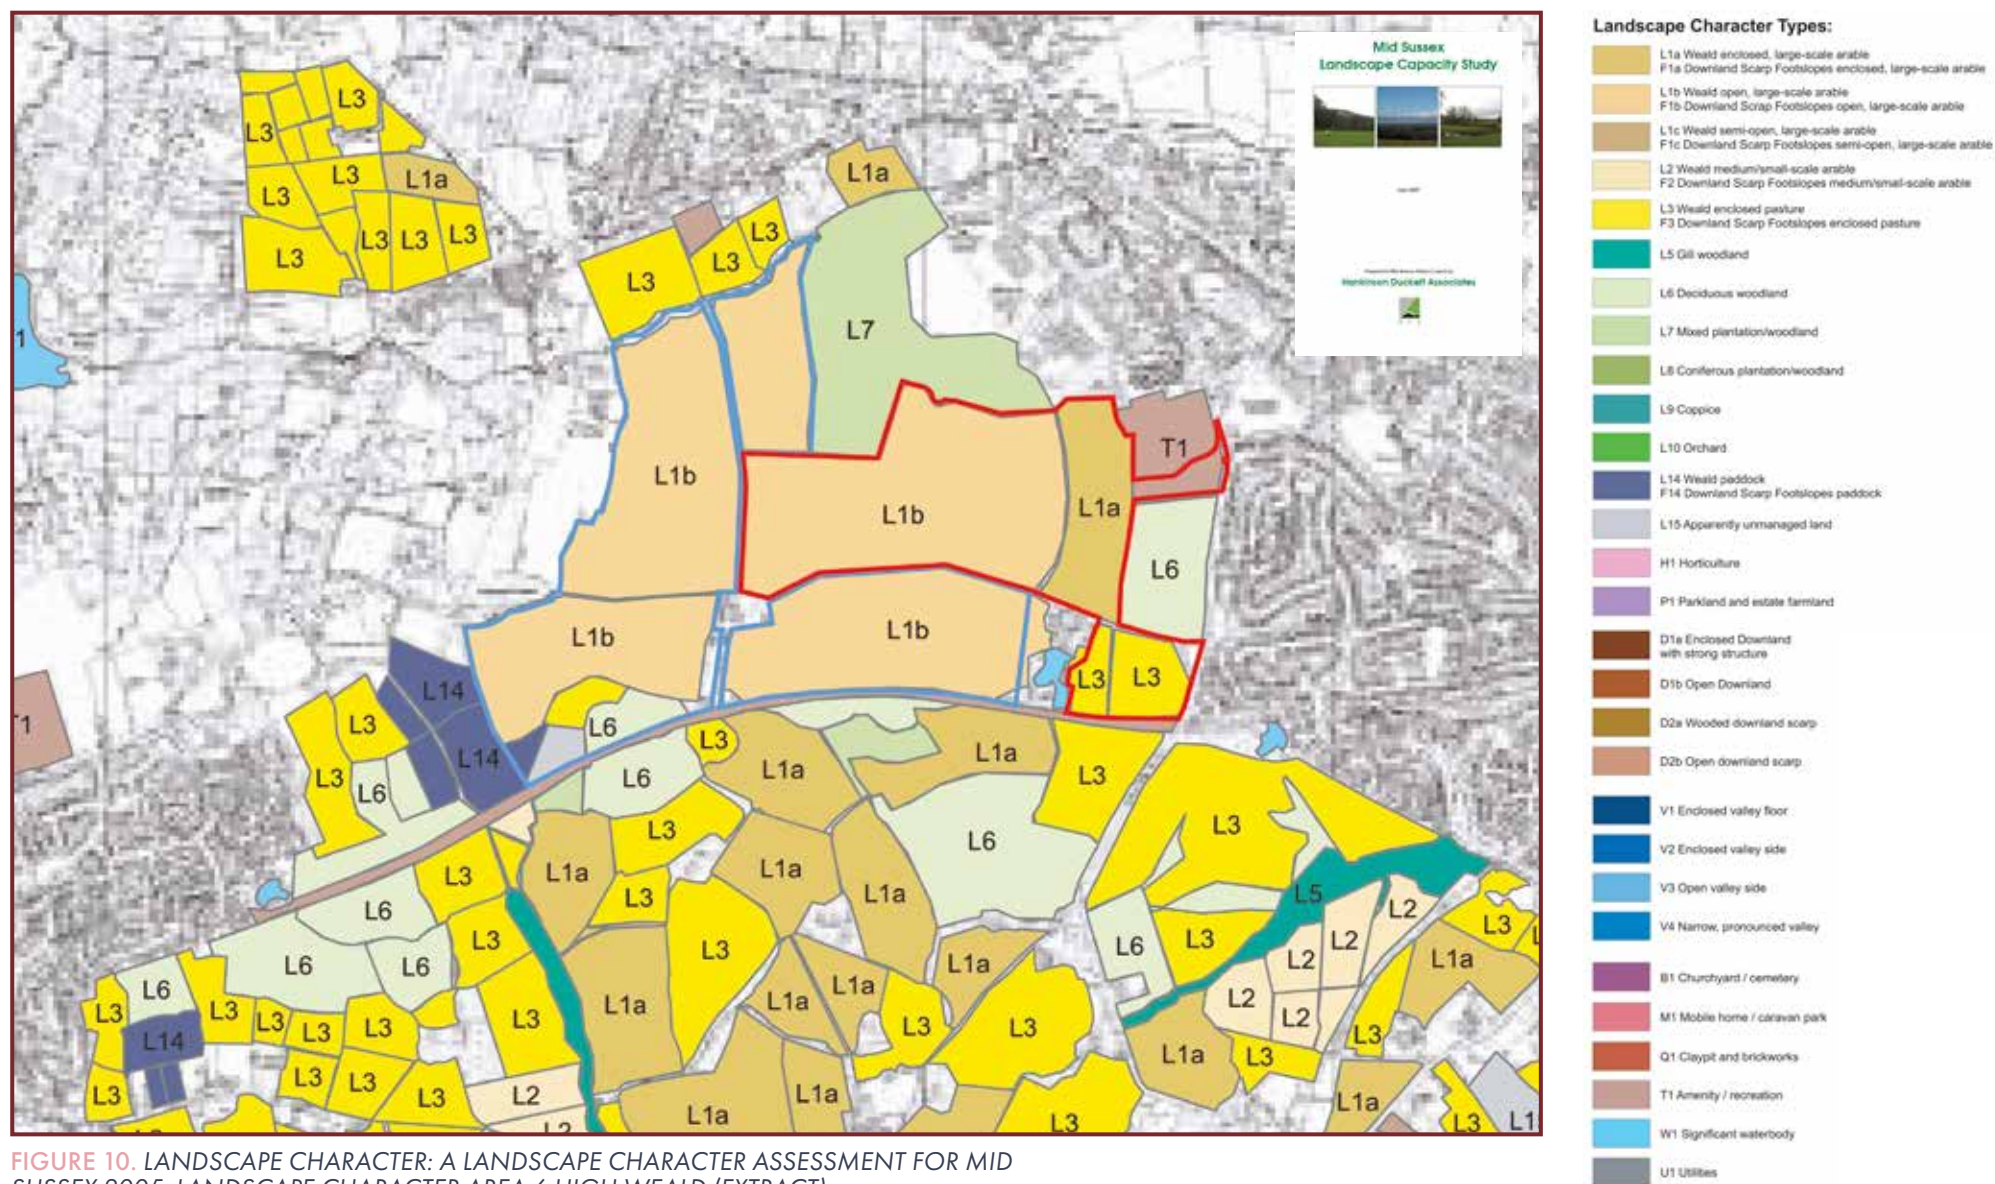 Mid Sussex
Landscape Capacity Study
Hankinson Duckett Associates
L3
L3
L3
L3
L1a
L3
L3
L3
L3
L1a
L3
L3
L3
L7
1
L1b
L1b
L1a
T1
L6
L1b
L1b
L3
L3
L14
L14
L3
L3
L6
L6
L6
L3
L1a
L1a
L3
T1
L3
L1a
L3
L3
L1a
L1a
L6
L3
L5
L2
L6
L3
L6
L6
L3
L6
L3
L2
L2
L2
L2
L3
L1a
L3
L6
L14
L3
L3
L3
L3
L3
L3
L3
L3
L3
L2
L2
L1a
L1a
L1a
L1a
L3
L3
L1a
L1a
L3
L1a
L3
L3
L1a
L3
L1
Landscape Character Types:
L1a Weald enclosed, large-scale arable
F1a Downland Scarp Footslopes enclosed, large-scale arable
L1b Weald open, large-scale arable
F1b Downland Scrap Footslopes open, large-scale arable
L1c Weald semi-open, large-scale arable
F1c Downland Scarp Footslopes semi-open, large-scale arable
L2 Weald medium/small-scale arable
F2 Downland Scarp Footslopes medium/small-scale arable
L3 Weald enclosed pasture
F3 Downland Scarp Footslopes enclosed pasture
L5 Gill woodland
L6 Deciduous woodland
L7 Mixed plantation/woodland
L8 Coniferous plantation/woodland
L9 Coppice
L10 Orchard
L14 Weald paddock
F14 Downland Scarp Footslopes paddock
L15 Apparently unmanaged land
H1 Horticulture
P1 Parkland and estate farmland
D1a Enclosed Downland
with strong structure
D1b Open Downland
D2a Wooded downland scarp
D2b Open downland scarp
V1 Enclosed valley floor
V2 Enclosed valley side
V3 Open valley side
V4 Narrow, pronounced valley
B1 Churchyard / cemetery
M1 Mobile home / caravan park
Q1 Claypit and brickworks
T1 Amenity / recreation
W1 Significant waterbody
U1 Utilities
FIGURE 10. LANDSCAPE CHARACTER: A LANDSCAPE CHARACTER ASSESSMENT FOR MID
SUSSEX 2005, LANDSCAPE CHARACTER AREA 6 HIGH WEALD (EXTRACT)